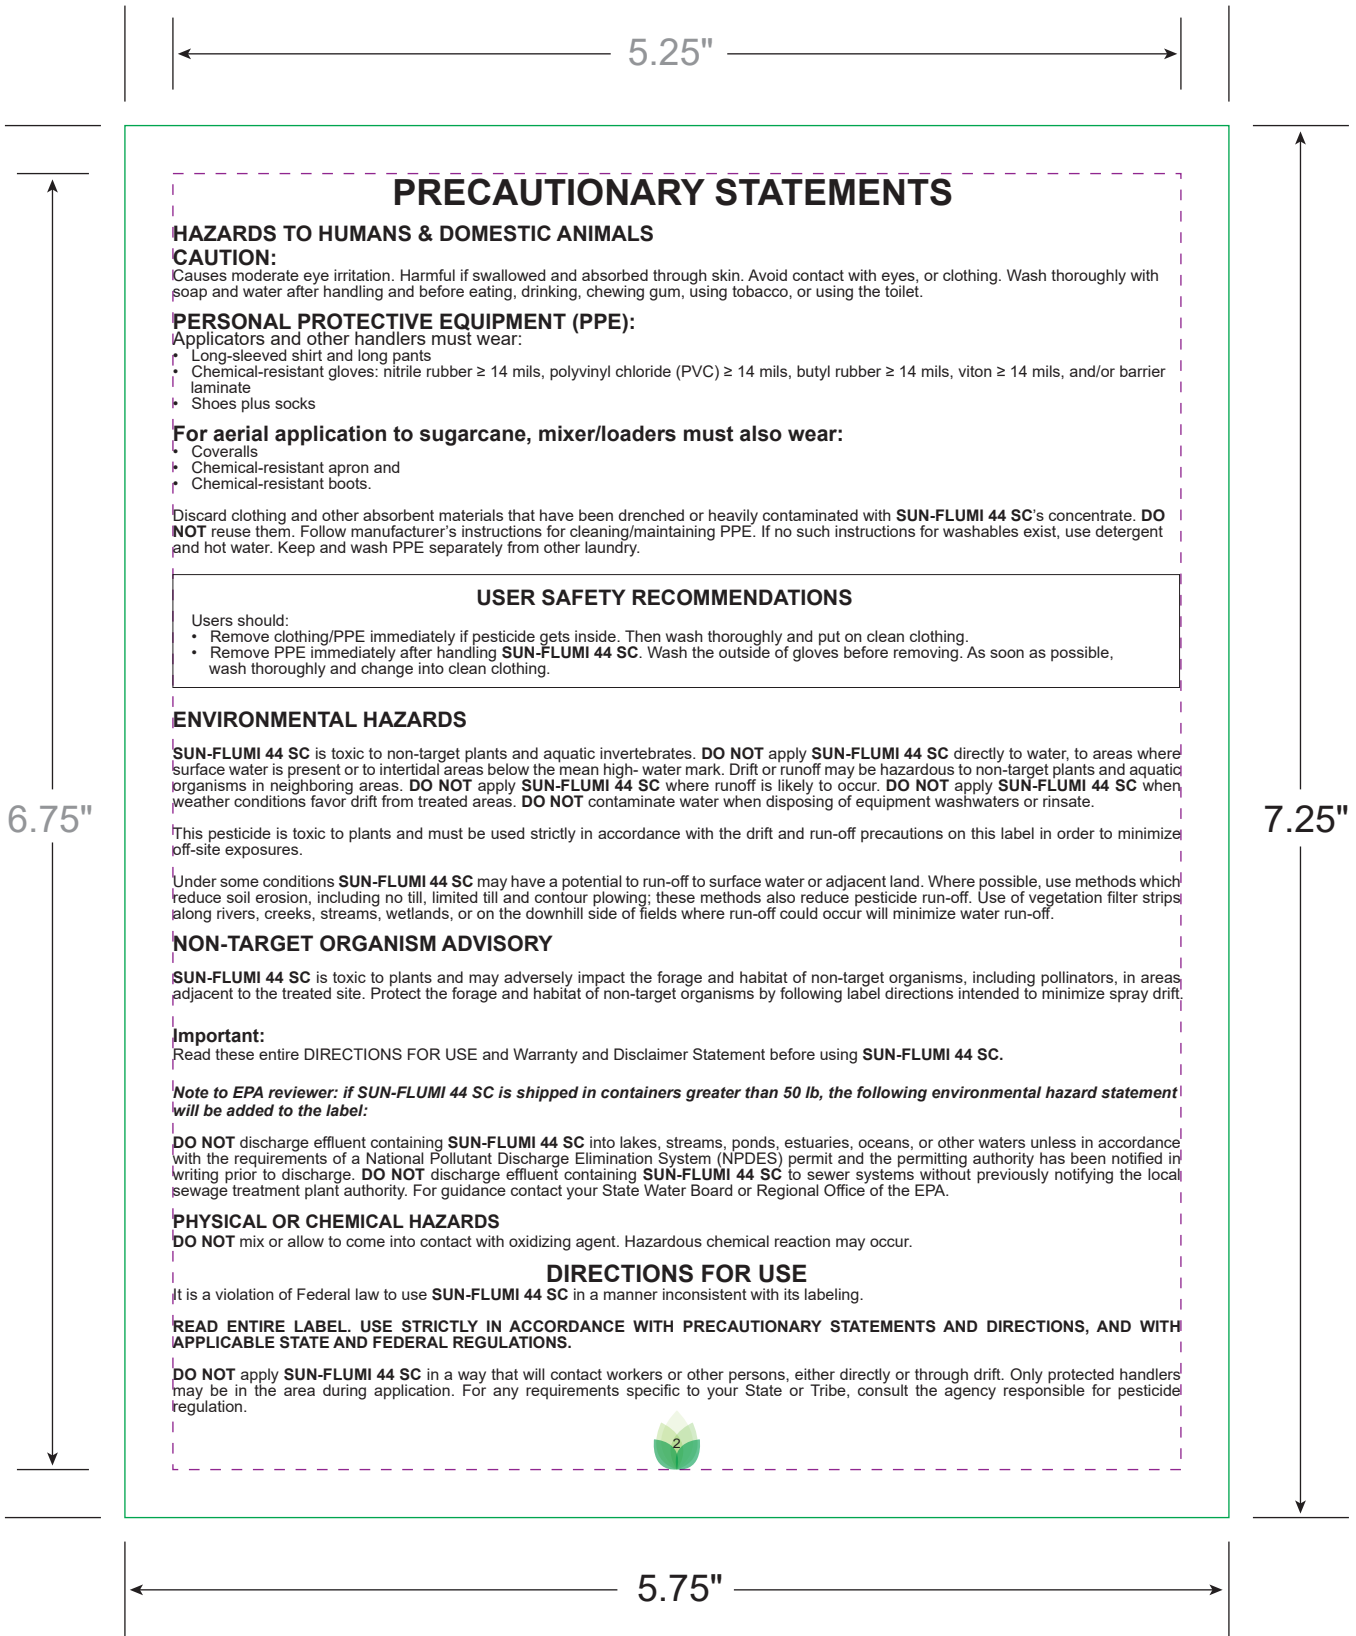 5.25"
PRECAUTIONARY STATEMENTS
HAZARDS TO HUMANS & DOMESTIC ANIMALS
CAUTION:
Causes moderate eye irritation. Harmful if swallowed and absorbed through skin. Avoid contact with eyes, or clothing. Wash thoroughly with
soap and water after handling and before eating, drinking, chewing gum, using tobacco, or using the toilet.
PERSONAL PROTECTIVE EQUIPMENT (PPE):
Applicators and other handlers must wear:
• Long-sleeved shirt and long pants
• Chemical-resistant gloves: nitrile rubber ≥ 14 mils, polyvinyl chloride (PVC) ≥ 14 mils, butyl rubber ≥ 14 mils, viton ≥ 14 mils, and/or barrier
laminate
• Shoes plus socks
For aerial application to sugarcane, mixer/loaders must also wear:
• Coveralls
• Chemical-resistant apron and
• Chemical-resistant boots.
Discard clothing and other absorbent materials that have been drenched or heavily contaminated with SUN-FLUMI 44 SC's concentrate. DO
NOT reuse them. Follow manufacturer's instructions for cleaning/maintaining PPE. If no such instructions for washables exist, use detergent
and hot water. Keep and wash PPE separately from other laundry.
USER SAFETY RECOMMENDATIONS
Users should:
• Remove clothing/PPE immediately if pesticide gets inside. Then wash thoroughly and put on clean clothing.
• Remove PPE immediately after handling SUN-FLUMI 44 SC. Wash the outside of gloves before removing. As soon as possible,
wash thoroughly and change into clean clothing.
ENVIRONMENTAL HAZARDS
SUN-FLUMI 44 SC is toxic to non-target plants and aquatic invertebrates. DO NOT apply SUN-FLUMI 44 SC directly to water, to areas where
surface water is present or to intertidal areas below the mean high- water mark. Drift or runoff may be hazardous to non-target plants and aquatic
organisms in neighboring areas. DO NOT apply SUN-FLUMI 44 SC where runoff is likely to occur. DO NOT apply SUN-FLUMI 44 SC when
weather conditions favor drift from treated areas. DO NOT contaminate water when disposing of equipment washwaters or rinsate.
This pesticide is toxic to plants and must be used strictly in accordance with the drift and run-off precautions on this label in order to minimize
off-site exposures.
Under some conditions SUN-FLUMI 44 SC may have a potential to run-off to surface water or adjacent land. Where possible, use methods which
reduce soil erosion, including no till, limited till and contour plowing; these methods also reduce pesticide run-off. Use of vegetation filter strips
along rivers, creeks, streams, wetlands, or on the downhill side of fields where run-off could occur will minimize water run-off.
NON-TARGET ORGANISM ADVISORY
SUN-FLUMI 44 SC is toxic to plants and may adversely impact the forage and habitat of non-target organisms, including pollinators, in areas
adjacent to the treated site. Protect the forage and habitat of non-target organisms by following label directions intended to minimize spray drift.
Important:
Read these entire DIRECTIONS FOR USE and Warranty and Disclaimer Statement before using SUN-FLUMI 44 SC.
Note to EPA reviewer: if SUN-FLUMI 44 SC is shipped in containers greater than 50 lb, the following environmental hazard statement
will be added to the label:
DO NOT discharge effluent containing SUN-FLUMI 44 SC into lakes, streams, ponds, estuaries, oceans, or other waters unless in accordance
with the requirements of a National Pollutant Discharge Elimination System (NPDES) permit and the permitting authority has been notified in
writing prior to discharge. DO NOT discharge effluent containing SUN-FLUMI 44 SC to sewer systems without previously notifying the local
sewage treatment plant authority. For guidance contact your State Water Board or Regional Office of the EPA.
PHYSICAL OR CHEMICAL HAZARDS
DO NOT mix or allow to come into contact with oxidizing agent. Hazardous chemical reaction may occur.
DIRECTIONS FOR USE
It is a violation of Federal law to use SUN-FLUMI 44 SC in a manner inconsistent with its labeling.
READ ENTIRE LABEL. USE STRICTLY IN ACCORDANCE WITH PRECAUTIONARY STATEMENTS AND DIRECTIONS, AND WITH
APPLICABLE STATE AND FEDERAL REGULATIONS.
DO NOT apply SUN-FLUMI 44 SC in a way that will contact workers or other persons, either directly or through drift. Only protected handlers
may be in the area during application. For any requirements specific to your State or Tribe, consult the agency responsible for pesticide
regulation.
2
6.75"
7.25"
5.75"